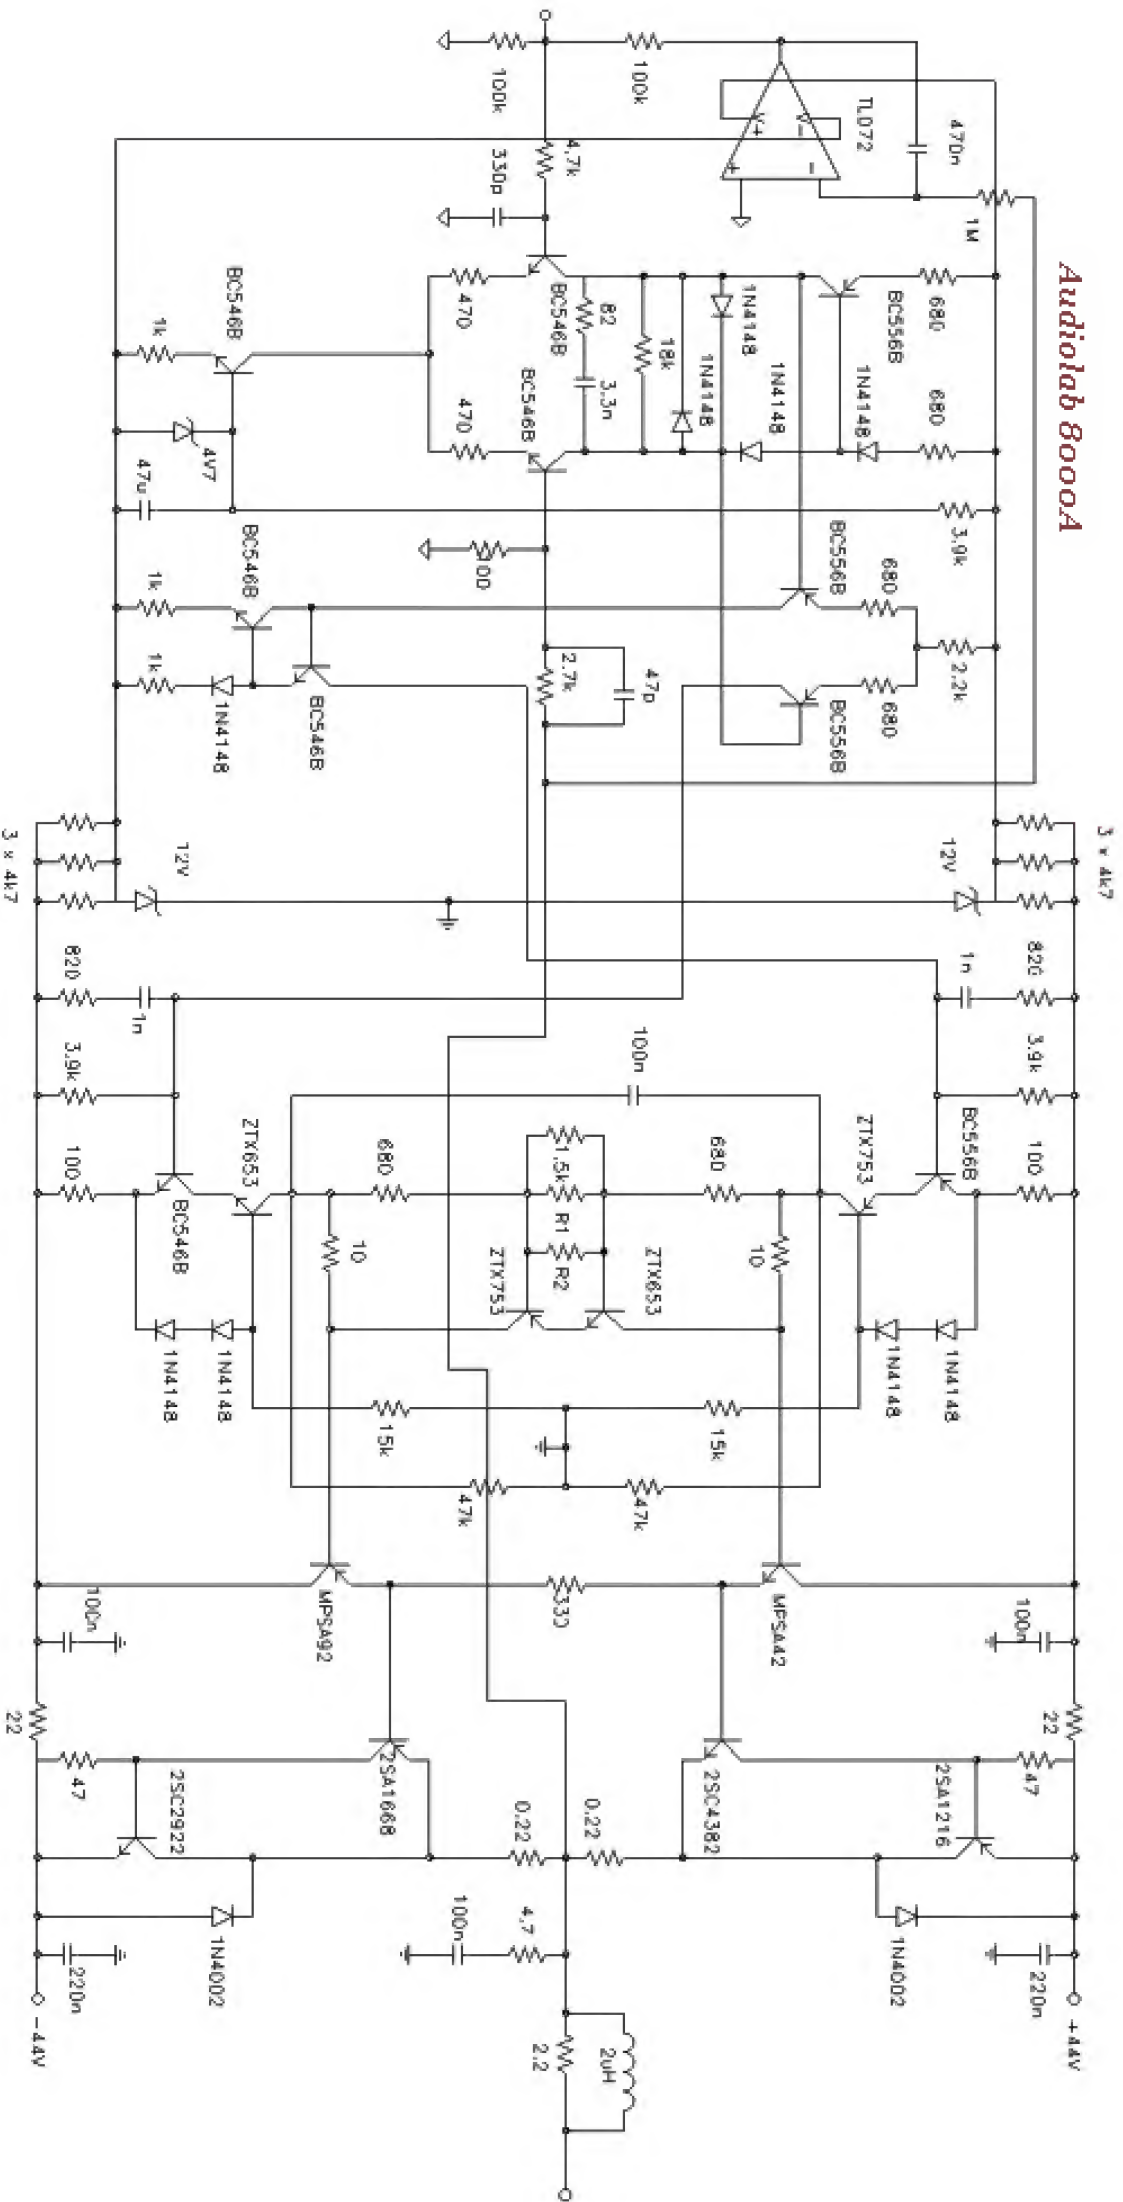 Audiolab 8000A
TL072
470n
1M
100k
100k
4.7k
330p
BC546B
82
3.3n
18k
1N4148
1N4148
1N4148
1N4148
BC556B
680
680
470
470
BC546B
BC546B
1k
4V7
47u
3.9k
BC556B
680
2.2k
680
BC556B
100
2.7k
47p
BC546B
1k
1k
1N4148
BC546B
3 x 4k7
3 x 4k7
12V
12V
820
1n
1n
820
3.9k
3.9k
100
100
BC556B
ZTX753
ZTX653
BC546B
100n
680
680
1.5k
R1
R2
10
10
ZTX653
ZTX753
1N4148
1N4148
1N4148
1N4148
15k
15k
47k
47k
MPSA42
MPSA92
330
100n
100n
22
22
47
47
2SA1668
2SC4382
2SA1216
2SC2922
0.22
0.22
4.7
100n
1N4002
1N4002
220n
220n
+44V
-44V
2uH
2.2